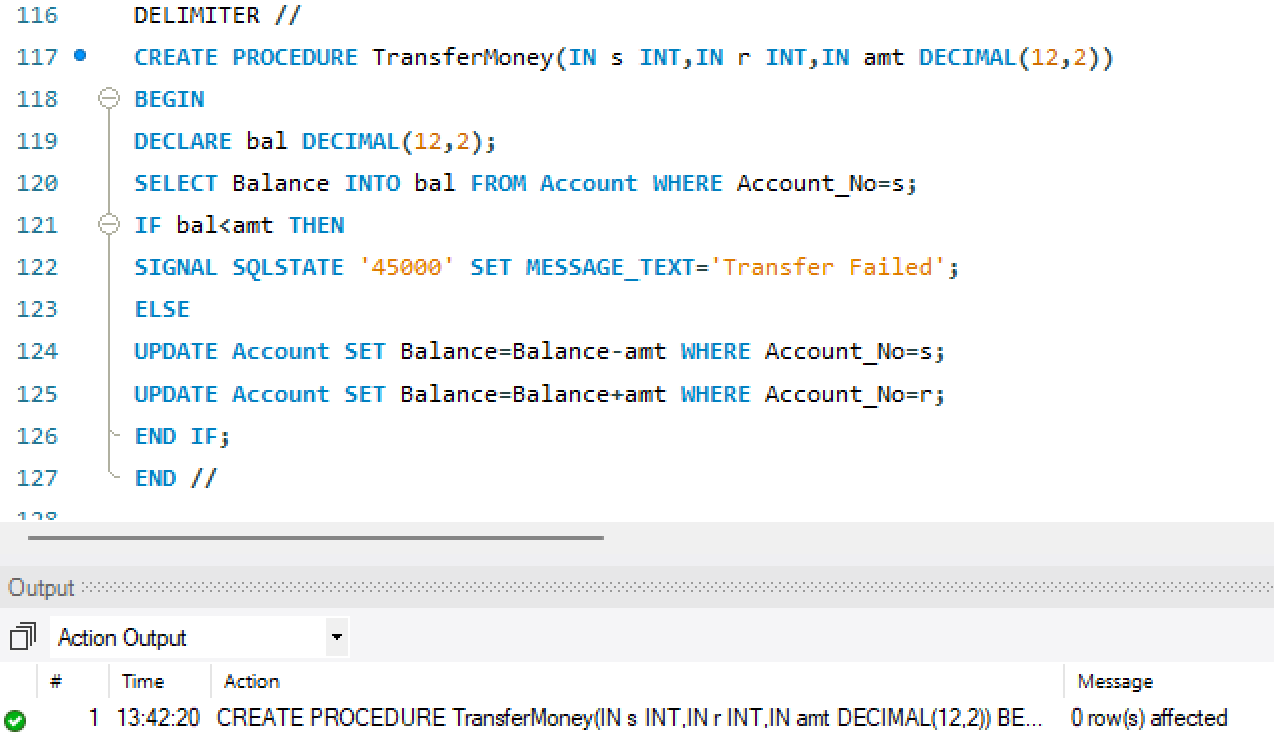 116 DELIMITER //
117 CREATE PROCEDURE TransferMoney(IN s INT,IN r INT,IN amt DECIMAL(12,2))
118 BEGIN
119 DECLARE bal DECIMAL(12,2);
120 SELECT Balance INTO bal FROM Account WHERE Account_No=s;
121 IF bal<amt THEN
122 SIGNAL SQLSTATE '45000' SET MESSAGE_TEXT='Transfer Failed';
123 ELSE
124 UPDATE Account SET Balance=Balance-amt WHERE Account_No=s;
125 UPDATE Account SET Balance=Balance+amt WHERE Account_No=r;
126 END IF;
127 END //
128
Output
Action Output
# Time Action Message
1 13:42:20 CREATE PROCEDURE TransferMoney(IN s INT,IN r INT,IN amt DECIMAL(12,2)) BE... 0 row(s) affected